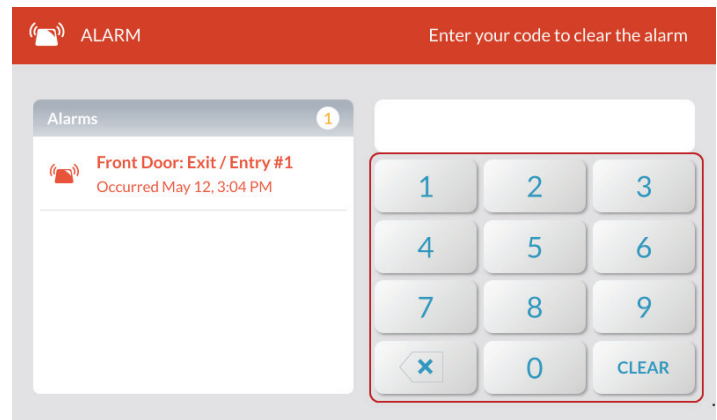 ALARM
Enter your code to clear the alarm
Alarms 1
Front Door: Exit / Entry #1
Occurred May 12, 3:04 PM
1 2 3
4 5 6
7 8 9
0 CLEAR
.